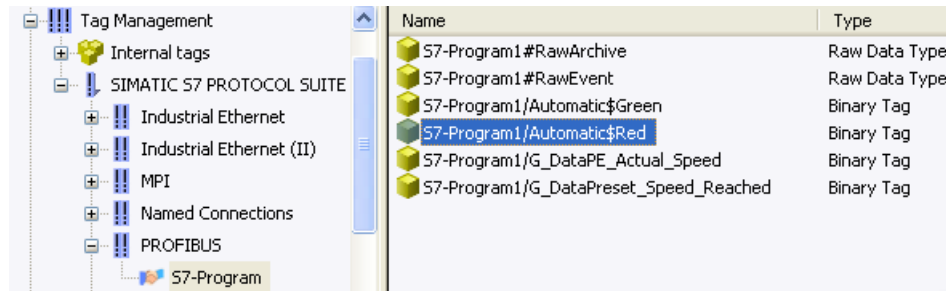 Tag Management
Internal tags
SIMATIC S7 PROTOCOL SUITE
Industrial Ethernet
Industrial Ethernet (II)
MPI
Named Connections
PROFIBUS
S7-Program
Name Type
S7-Program1#RawArchive Raw Data Type
S7-Program1#RawEvent Raw Data Type
S7-Program1/Automatic$Green Binary Tag
S7-Program1/Automatic$Red Binary Tag
S7-Program1/G_DataPE_Actual_Speed Binary Tag
S7-Program1/G_DataPreset_Speed_Reached Binary Tag